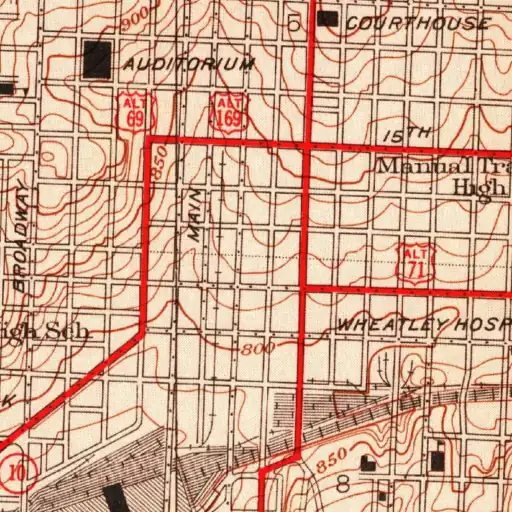 900
5
COURTHOUSE
AUDITORIUM
ALT
69
ALT
169
15TH
850
Manual Tra
High
MAIN
BROADWAY
ALT
71
igh Sch
WHEATLEY HOSP
800
K
10
850
8